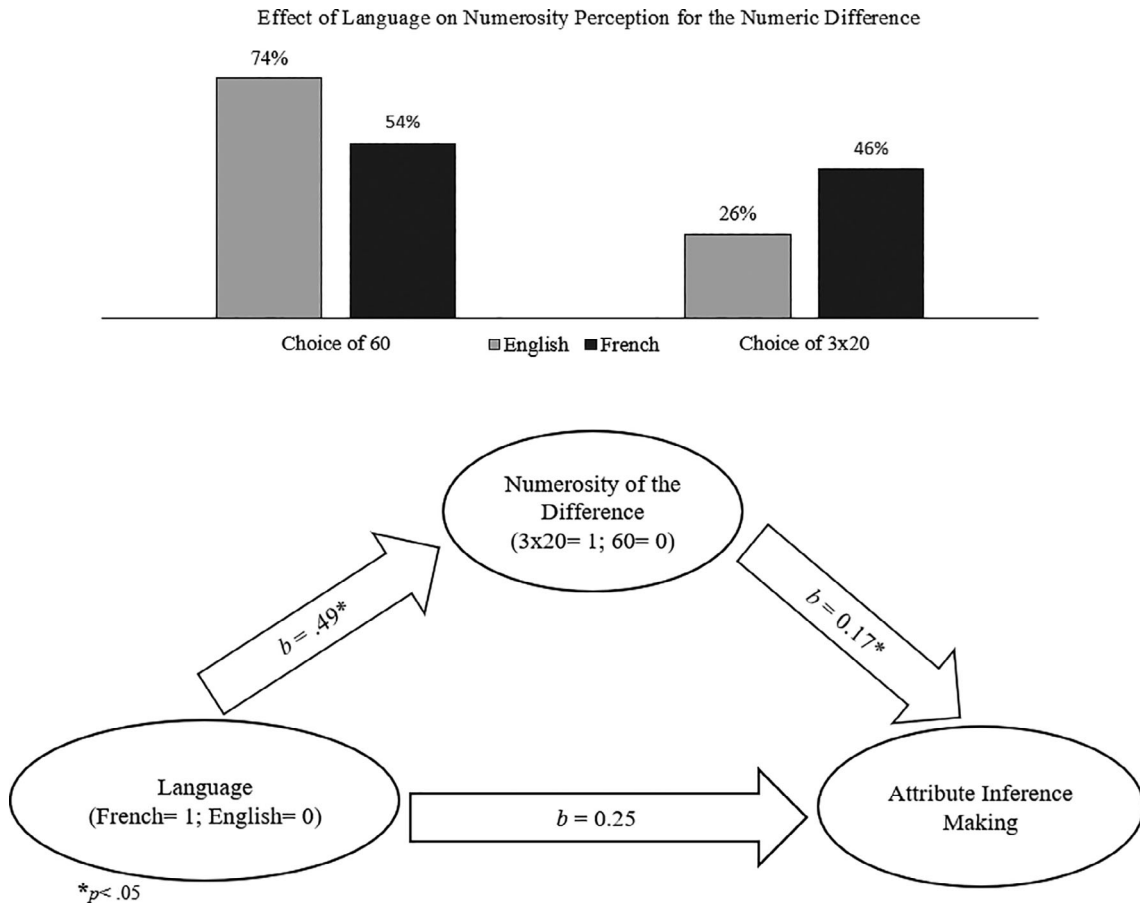 Effect of Language on Numerosity Perception for the Numeric Difference
74%
54%
26%
46%
Choice of 60
English
French
Choice of 3x20
Numerosity of the
Difference
(3x20= 1; 60= 0)
b = .49*
b = 0.17*
Language
(French= 1; English= 0)
b = 0.25
Attribute Inference
Making
*p< .05